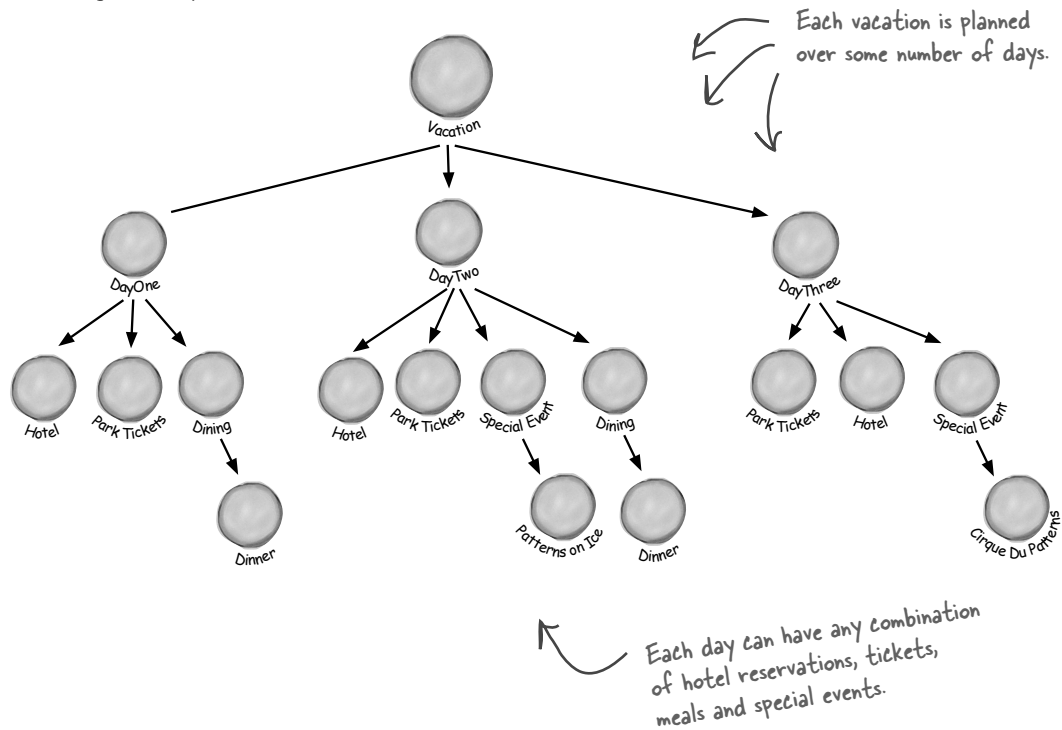 Each vacation is planned
over some number of days.
Vacation
DayOne
DayTwo
DayThree
Hotel
Park Tickets
Dining
Hotel
Park Tickets
Special Event
Dining
Park Tickets
Hotel
Special Event
Dinner
Patterns on Ice
Dinner
Cirque Du Patterns
Each day can have any combination
of hotel reservations, tickets,
meals and special events.